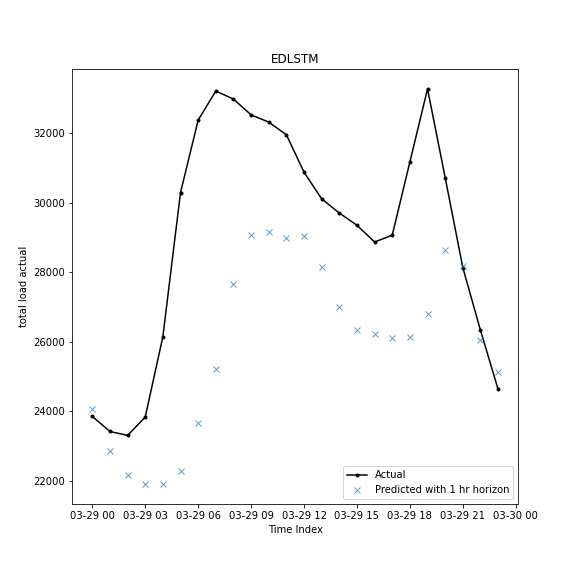 EDLSTM
total load actual
32000
30000
28000
26000
24000
22000
Actual
Predicted with 1 hr horizon
03-29 00 03-29 03 03-29 06 03-29 09 03-29 12 03-29 15 03-29 18 03-29 21 03-30 00
Time Index